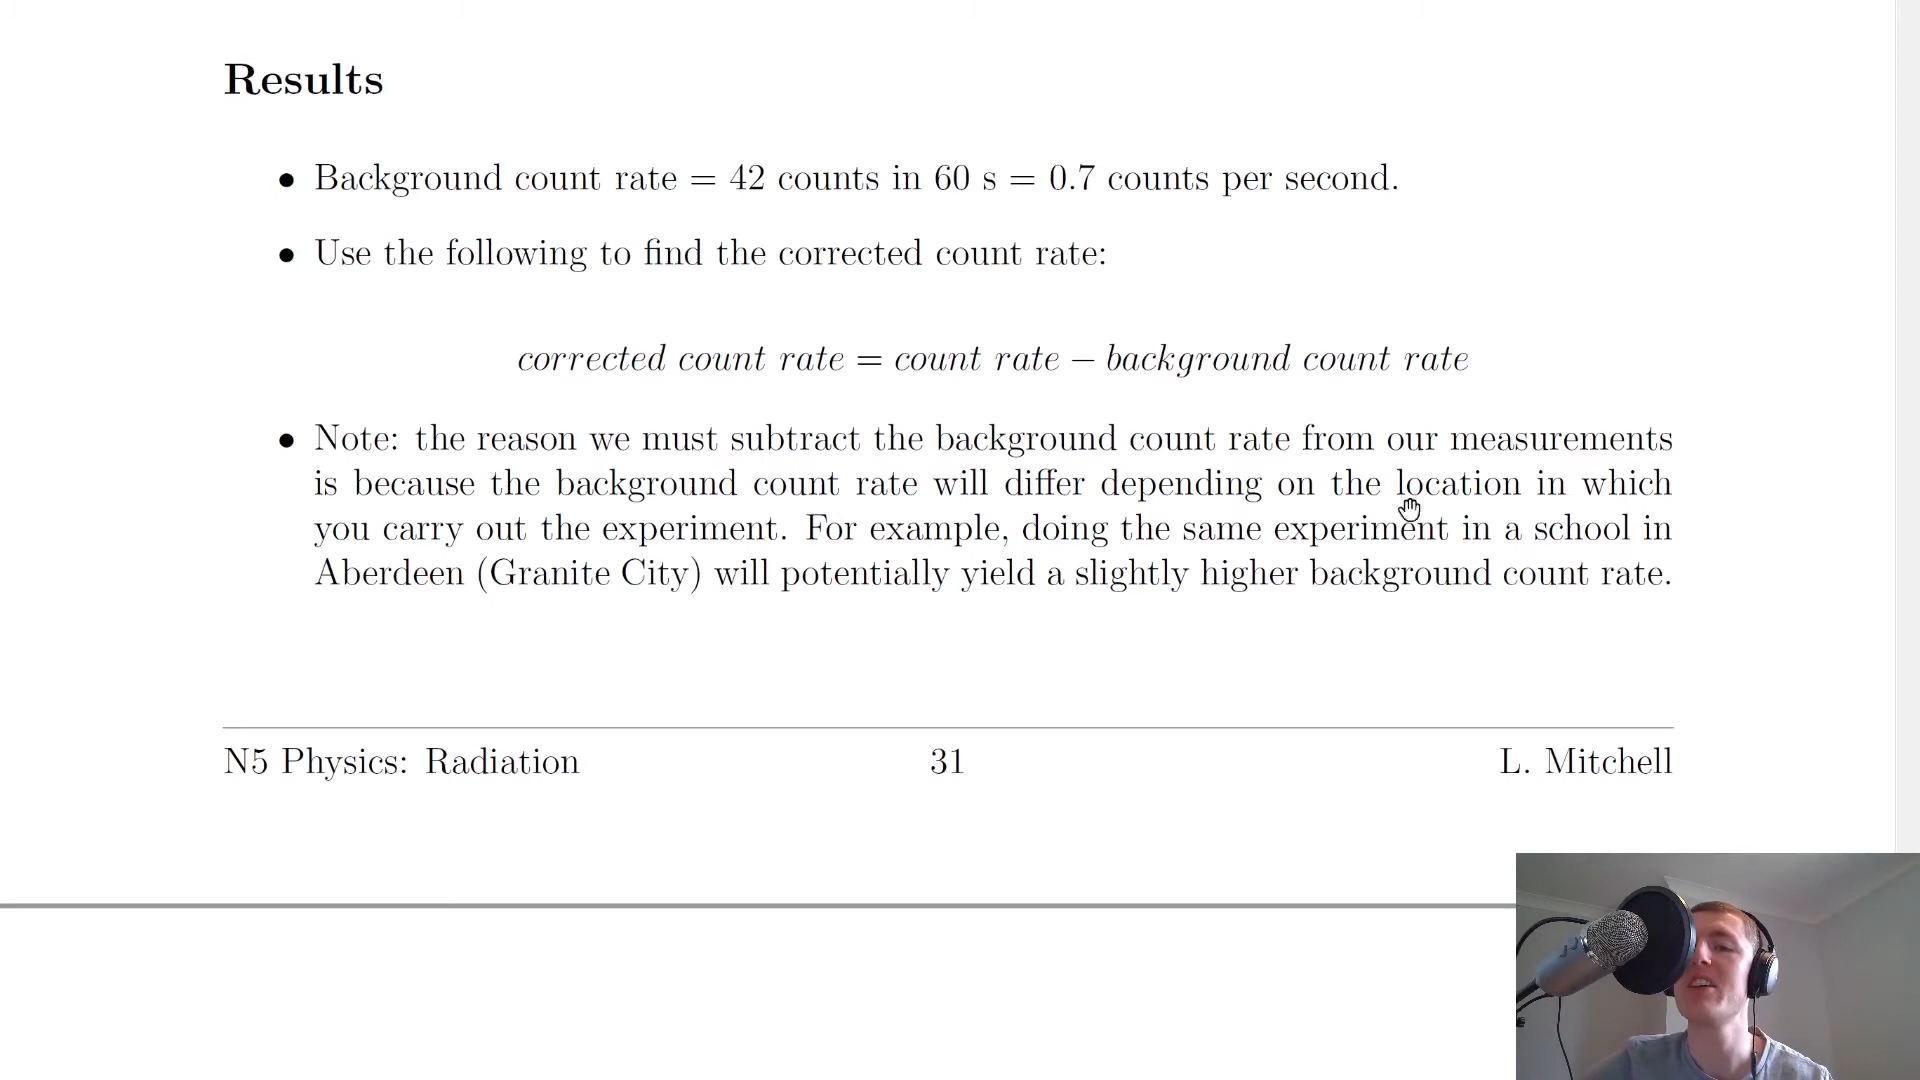 Results
• Background count rate = 42 counts in 60 s = 0.7 counts per second.
• Use the following to find the corrected count rate:
corrected count rate = count rate − background count rate
• Note: the reason we must subtract the background count rate from our measurements
is because the background count rate will differ depending on the location in which
you carry out the experiment. For example, doing the same experiment in a school in
Aberdeen (Granite City) will potentially yield a slightly higher background count rate.
N5 Physics: Radiation 31 L. Mitchell